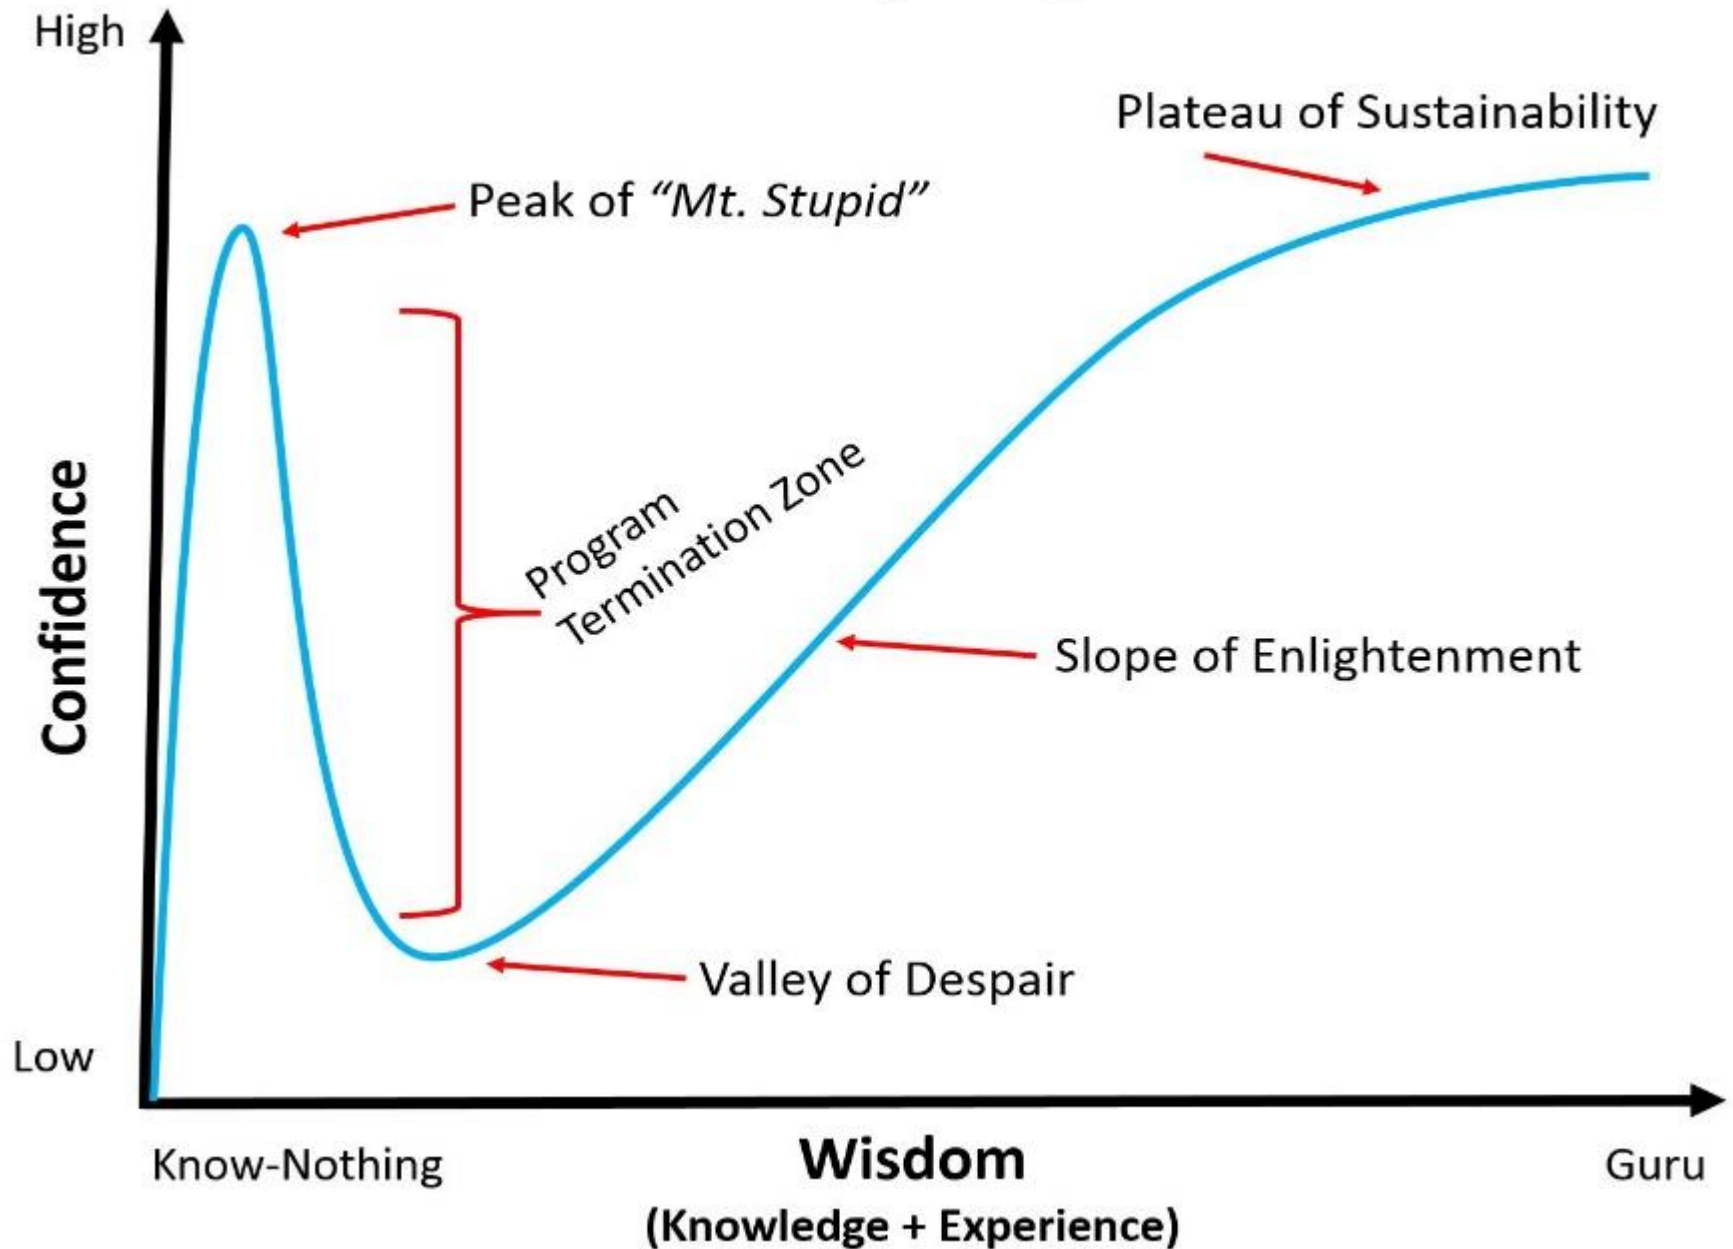 High
Plateau of Sustainability
Peak of “Mt. Stupid”
Program
Termination Zone
Confidence
Slope of Enlightenment
Valley of Despair
Low
Know-Nothing
Wisdom
Guru
(Knowledge + Experience)